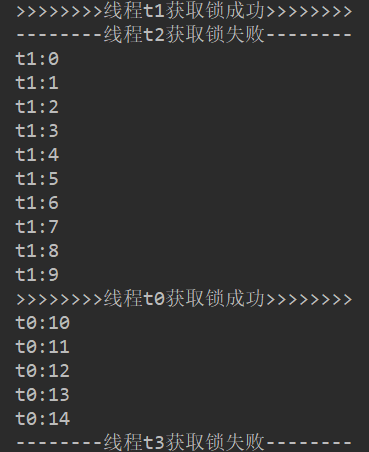 >>>>>>>>线程t1获取锁成功>>>>>>>>
--------线程t2获取锁失败--------
t1:0
t1:1
t1:2
t1:3
t1:4
t1:5
t1:6
t1:7
t1:8
t1:9
>>>>>>>>线程t0获取锁成功>>>>>>>>
t0:10
t0:11
t0:12
t0:13
t0:14
--------线程t3获取锁失败--------